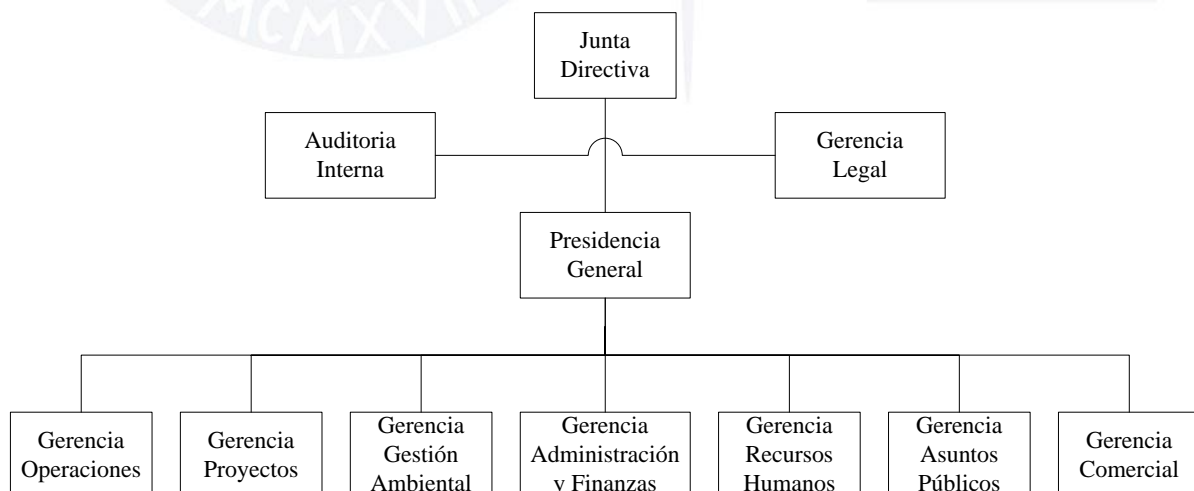 MCMXVII
Junta
Directiva
Auditoria
Interna
Gerencia
Legal
Presidencia
General
Gerencia
Operaciones
Gerencia
Proyectos
Gerencia
Gestión
Ambiental
Gerencia
Administración
y Finanzas
Gerencia
Recursos
Humanos
Gerencia
Asuntos
Públicos
Gerencia
Comercial